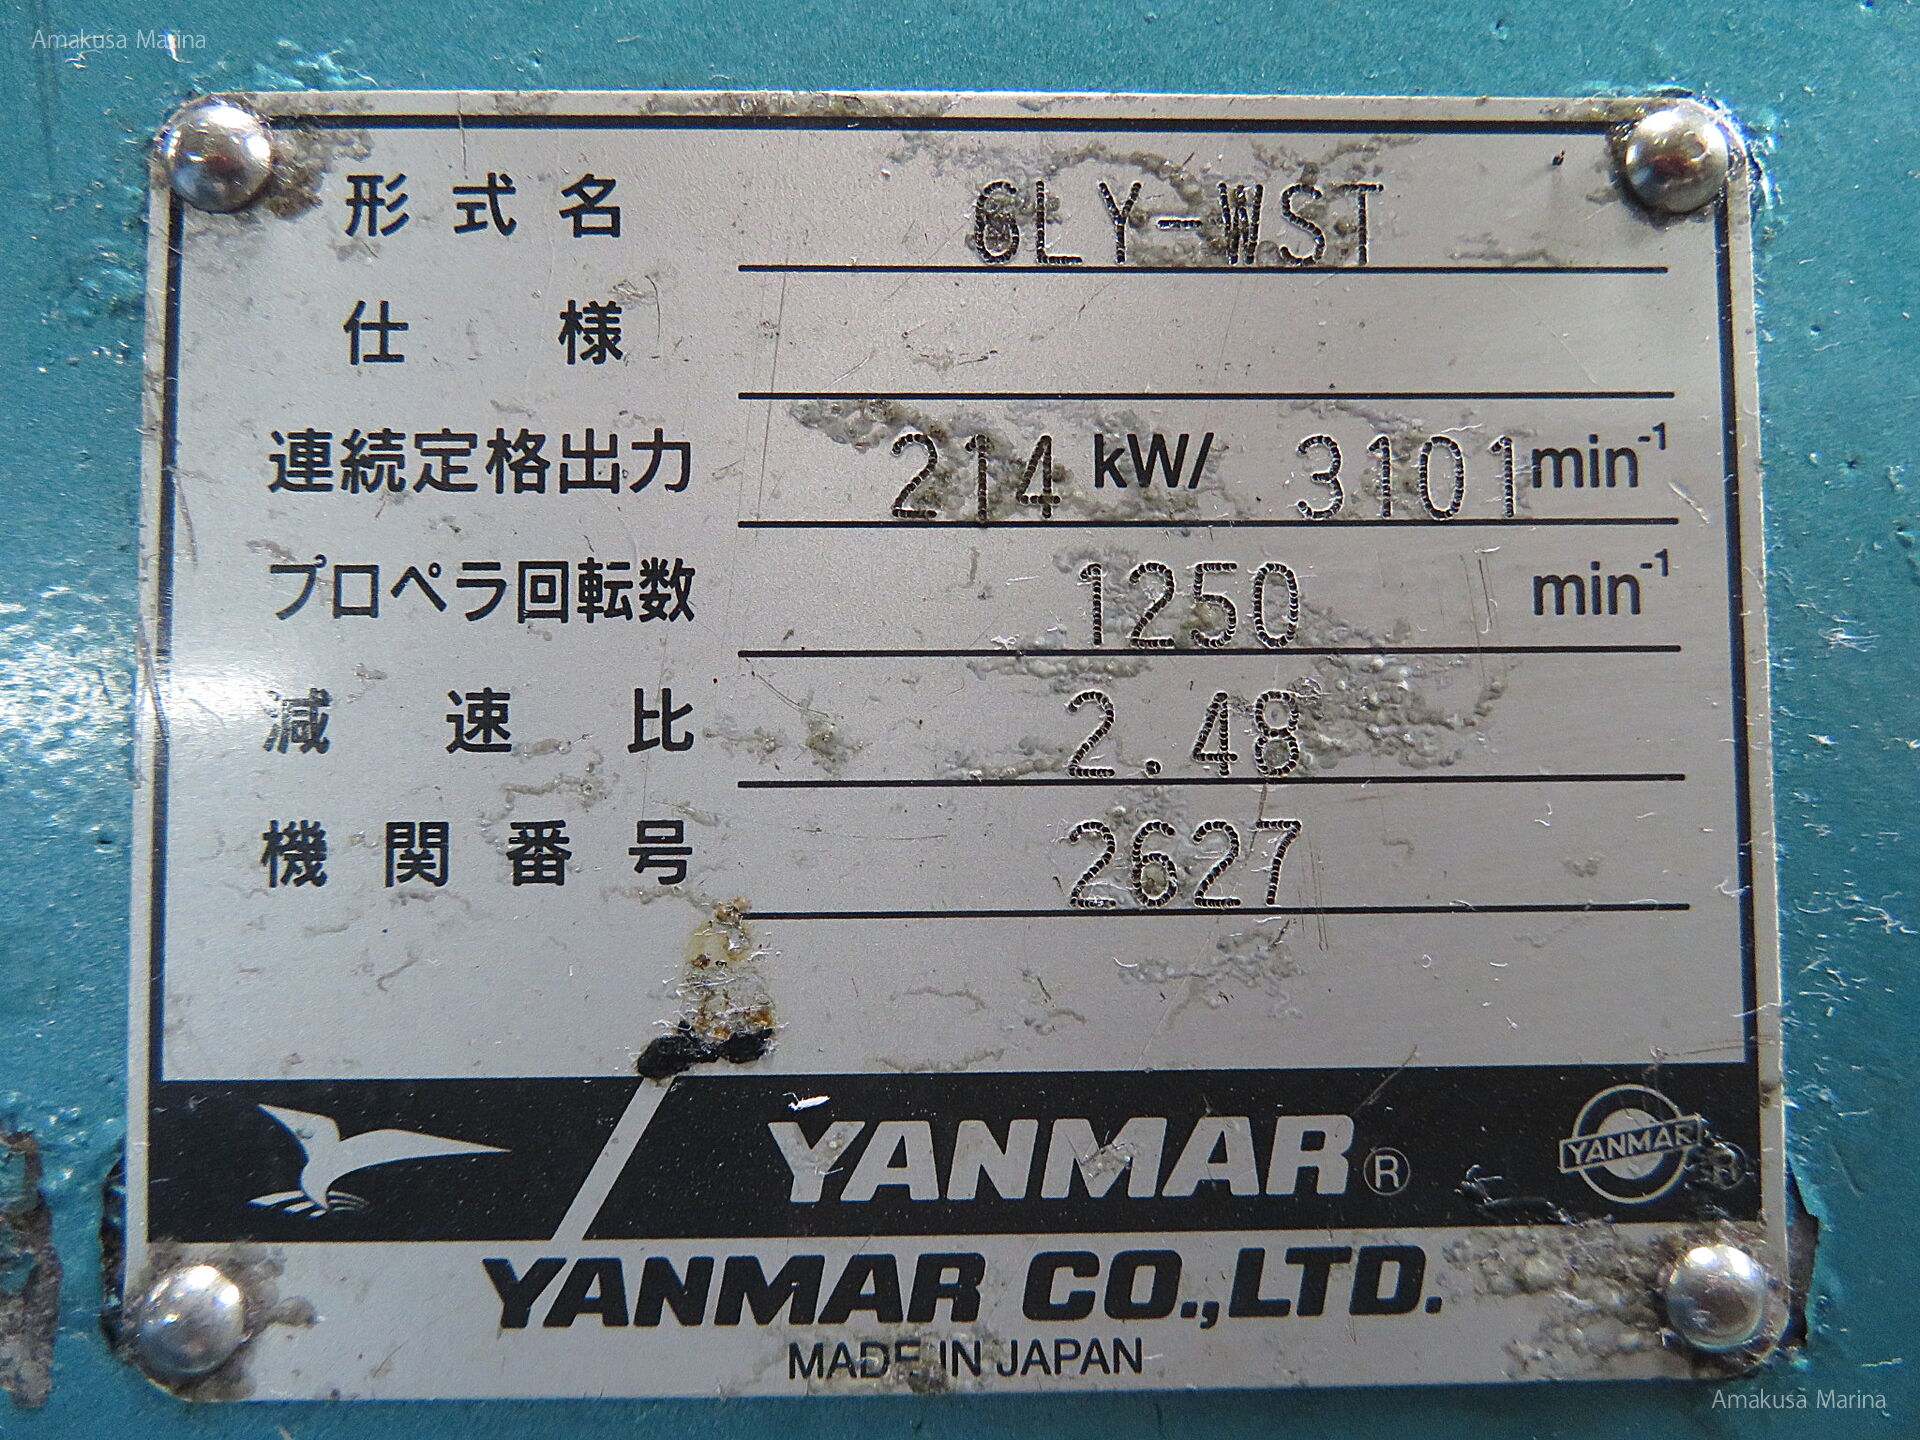 Amakusa Marina
形式名 6LY-WST
仕様
連続定格出力 214 kW/ 3101 min⁻¹
プロペラ回転数 1250 min⁻¹
減速比 2.48
機関番号 2627
YANMAR® YANMAR®
YANMAR CO.,LTD.
MADE IN JAPAN
Amakusa Marina